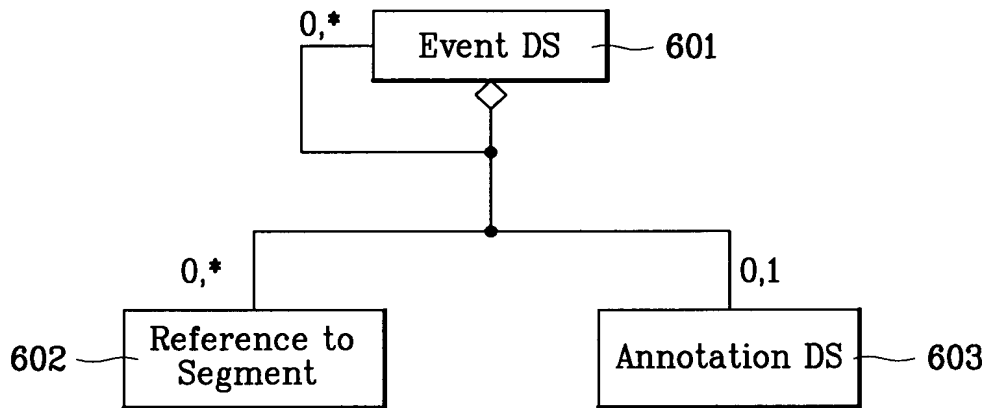 0,*
Event DS
601
0,*
0,1
602
Reference to
Segment
Annotation DS
603